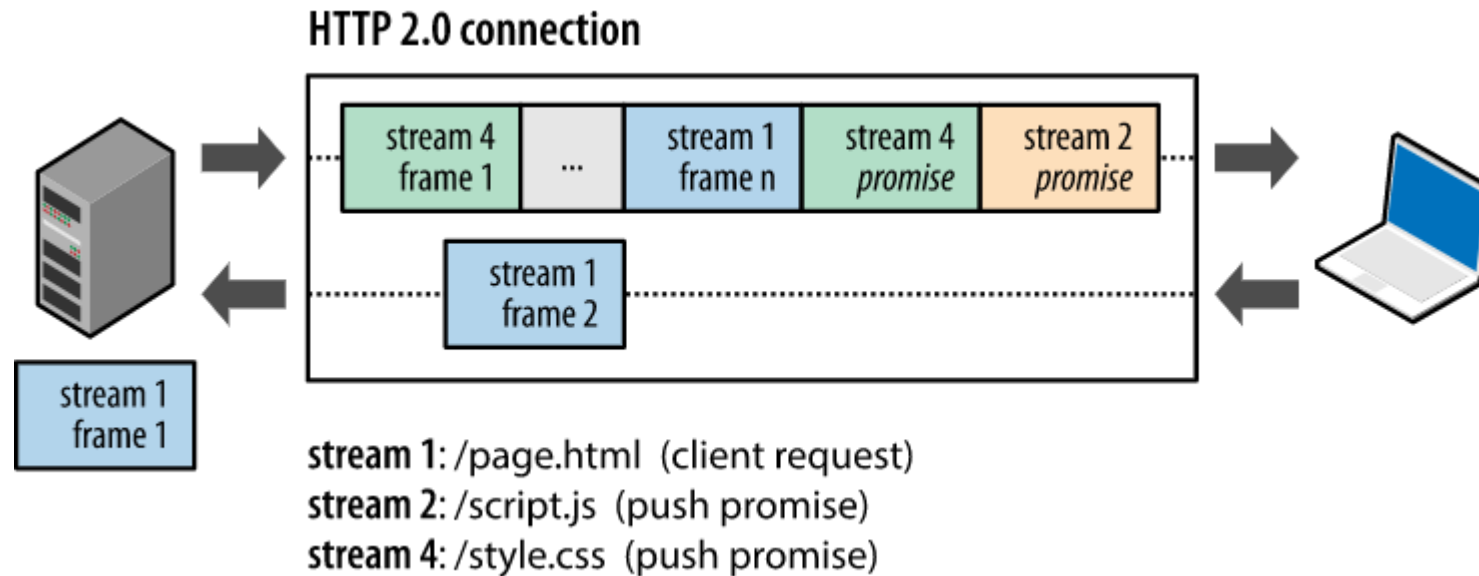 HTTP 2.0 connection
stream 4
frame 1
...
stream 1
frame n
stream 4
promise
stream 2
promise
stream 1
frame 2
stream 1
frame 1
stream 1: /page.html (client request)
stream 2: /script.js (push promise)
stream 4: /style.css (push promise)